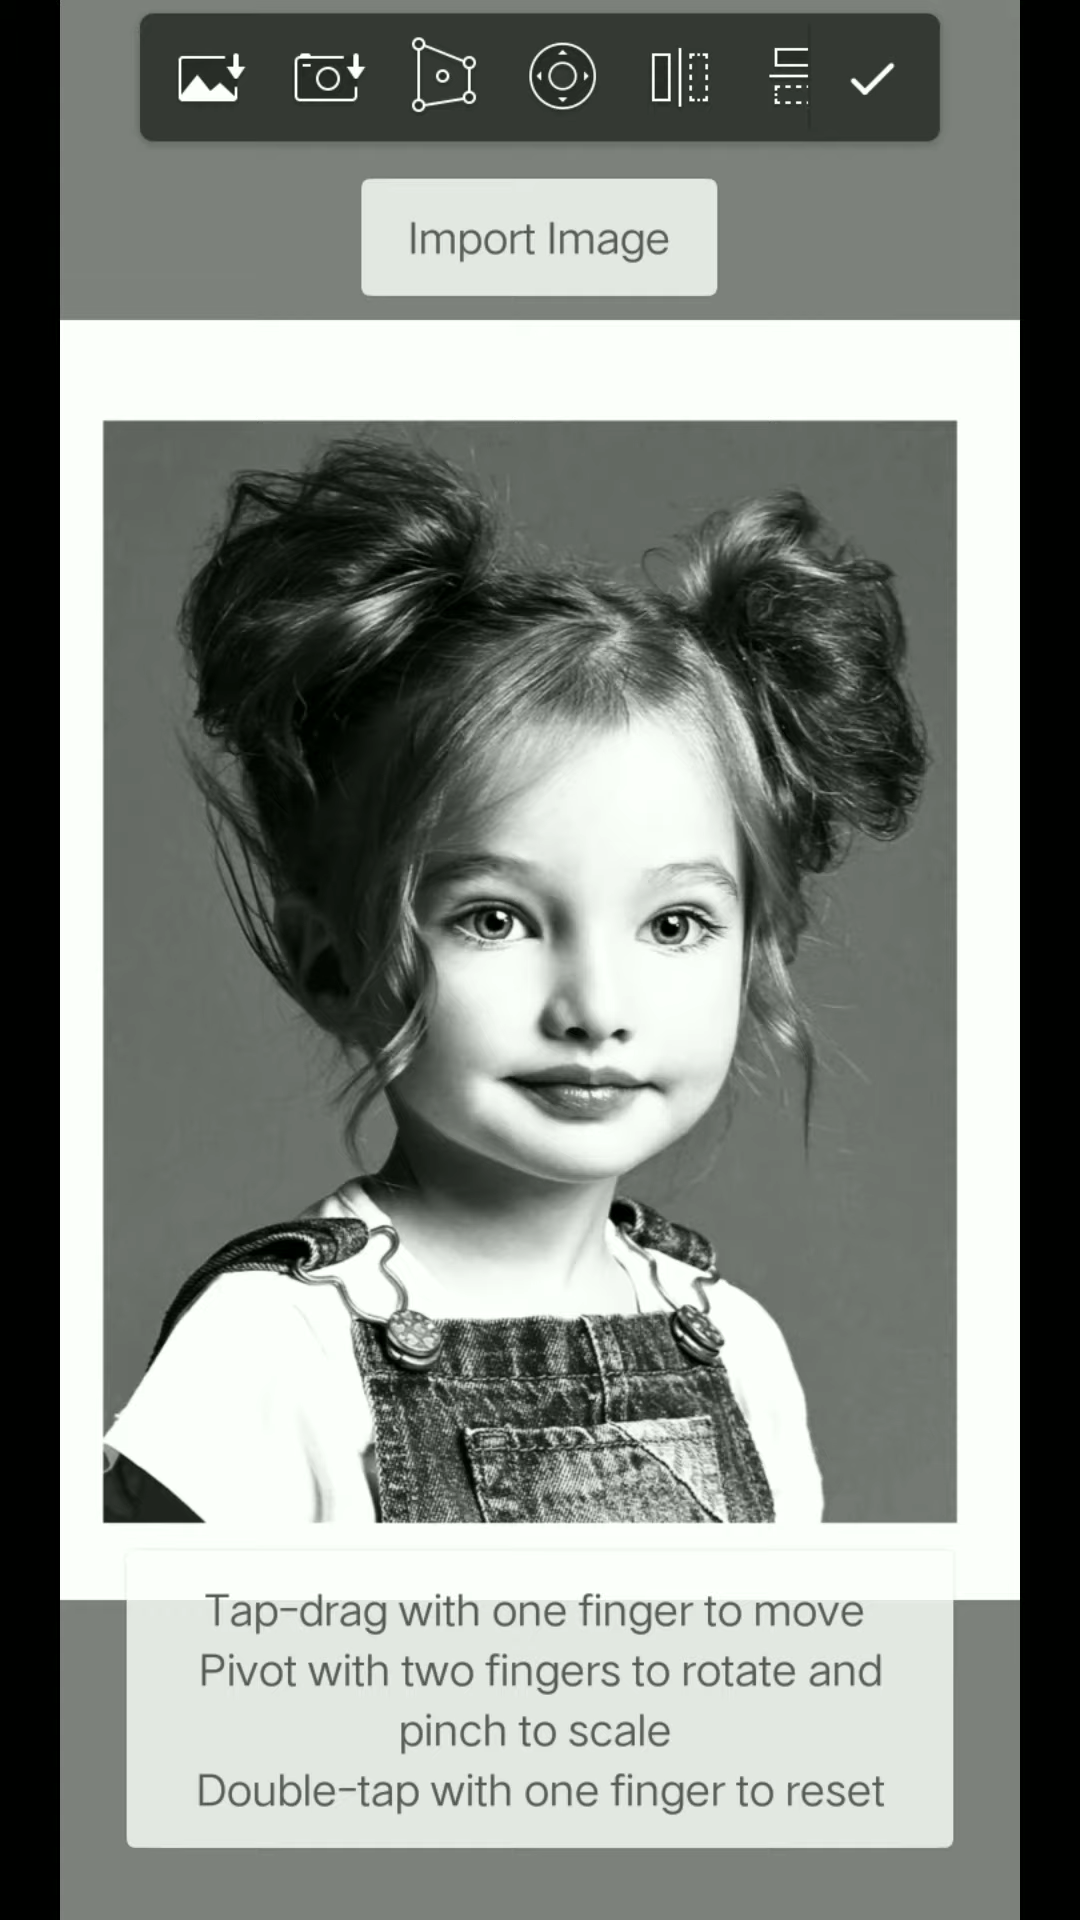 Import Image
Tap-drag with one finger to move
Pivot with two fingers to rotate and
pinch to scale
Double-tap with one finger to reset